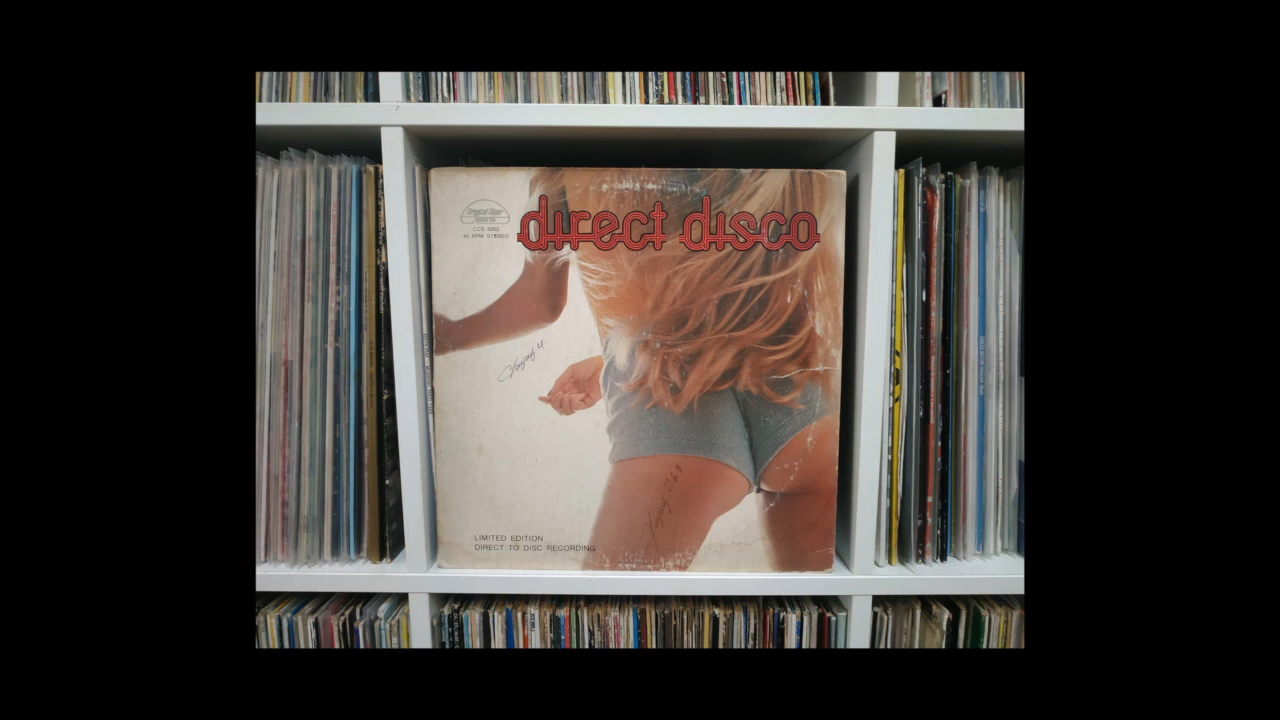 direct disco
Crystal Clear
Records
CCS 5002
45 RPM STEREO
LIMITED EDITION
DIRECT TO DISC RECORDING